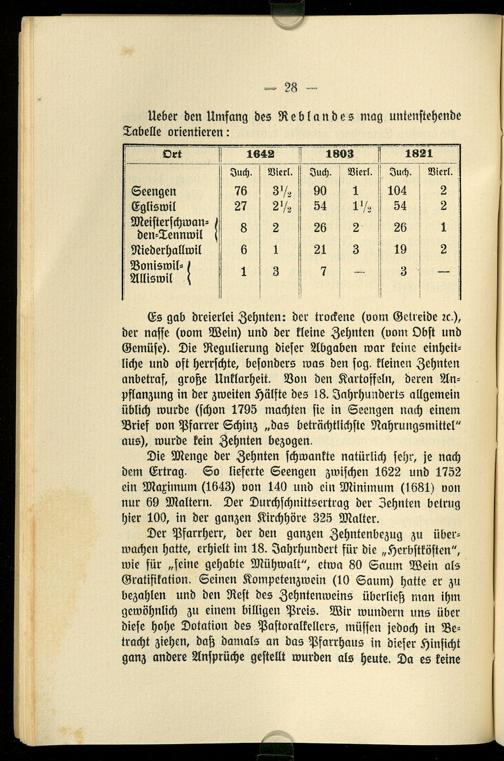 — 28 —
Ueber den Umfang des Reblandes mag untenstehende
Tabelle orientieren:
Ort 1642 1803 1821
Juch. Vierl. Juch. Vierl. Juch. Vierl.
Seengen 76 3½ 90 1 104 2
Egliswil 27 2½ 54 1½ 54 2
Meisterschwan-
den-Tennwil 8 2 26 2 26 1
Niederhallwil 6 1 21 3 19 2
Boniswil-
Alliswil 1 3 7 — 3 —
Es gab dreierlei Zehnten: der trockene (vom Getreide ꝛc.),
der nasse (vom Wein) und der kleine Zehnten (vom Obst und
Gemüse). Die Regulierung dieser Abgaben war keine einheit-
liche und oft herrschte, besonders was den sog. kleinen Zehnten
anbetraf, große Unklarheit. Von den Kartoffeln, deren An-
pflanzung in der zweiten Hälfte des 18. Jahrhunderts allgemein
üblich wurde (schon 1795 machten sie in Seengen nach einem
Brief von Pfarrer Schinz „das beträchtlichste Nahrungsmittel“
aus), wurde kein Zehnten bezogen.
Die Menge der Zehnten schwankte natürlich sehr, je nach
dem Ertrag. So lieferte Seengen zwischen 1622 und 1752
ein Maximum (1643) von 140 und ein Minimum (1681) von
nur 69 Maltern. Der Durchschnittsertrag der Zehnten betrug
hier 100, in der ganzen Kirchhöre 325 Malter.
Der Pfarrherr, der den ganzen Zehntenbezug zu über-
wachen hatte, erhielt im 18. Jahrhundert für die „Herbstkösten“,
wie für „seine gehabte Mühwalt“, etwa 80 Saum Wein als
Gratifikation. Seinen Kompetenzwein (10 Saum) hatte er zu
bezahlen und den Rest des Zehntenweins überließ man ihm
gewöhnlich zu einem billigen Preis. Wir wundern uns über
diese hohe Dotation des Pastoralkellers, müssen jedoch in Be-
tracht ziehen, daß damals an das Pfarrhaus in dieser Hinsicht
ganz andere Ansprüche gestellt wurden als heute. Da es keine